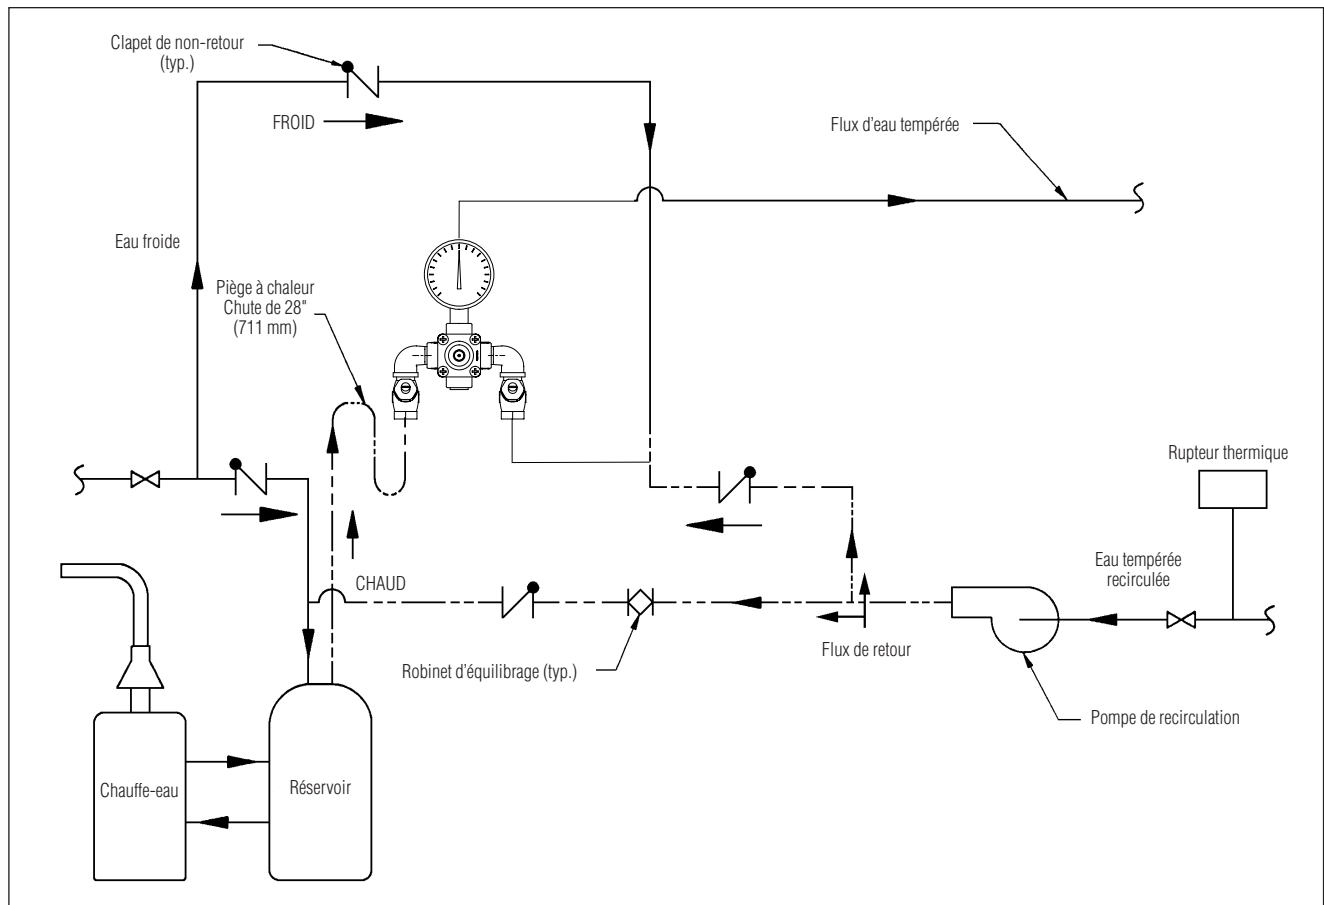 Clapet de non-retour
(typ.)
FROID
Flux d'eau tempérée
Eau froide
Piège à chaleur
Chute de 28"
(711 mm)
Rupteur thermique
Eau tempérée
recirculée
CHAUD
Flux de retour
Robinet d'équilibrage (typ.)
Pompe de recirculation
Chauffe-eau
Réservoir